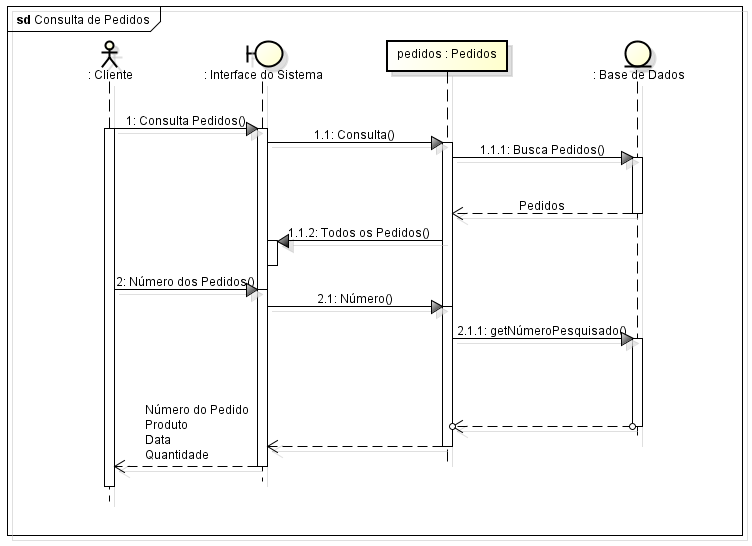 sd Consulta de Pedidos
: Cliente
: Interface do Sistema
pedidos : Pedidos
: Base de Dados
1: Consulta Pedidos()
1.1: Consulta()
1.1.1: Busca Pedidos()
Pedidos
1.1.2: Todos os Pedidos()
2: Número dos Pedidos()
2.1: Número()
2.1.1: getNúmeroPesquisado()
Número do Pedido
Produto
Data
Quantidade